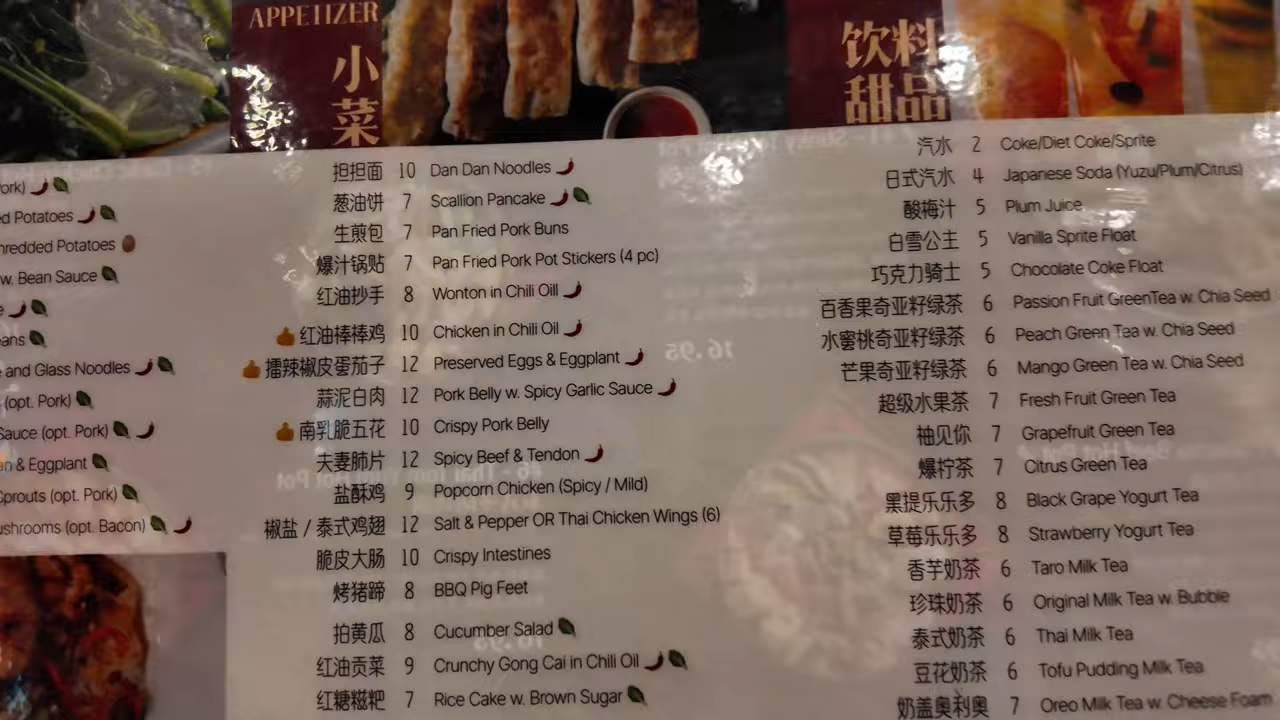 APPETIZER
小菜
饮料
甜品
ork)
ed Potatoes
hredded Potatoes
w. Bean Sauce
e
eans
e and Glass Noodles
(opt. Pork)
Sauce (opt. Pork)
an & Eggplant
Sprouts (opt. Pork)
ushrooms (opt. Bacon)
担担面 10 Dan Dan Noodles
葱油饼 7 Scallion Pancake
生煎包 7 Pan Fried Pork Buns
爆汁锅贴 7 Pan Fried Pork Pot Stickers (4 pc)
红油抄手 8 Wonton in Chili Oill
红油棒棒鸡 10 Chicken in Chili Oil
擂辣椒皮蛋茄子 12 Preserved Eggs & Eggplant
蒜泥白肉 12 Pork Belly w. Spicy Garlic Sauce
南乳脆五花 10 Crispy Pork Belly
夫妻肺片 12 Spicy Beef & Tendon
盐酥鸡 9 Popcorn Chicken (Spicy / Mild)
椒盐 / 泰式鸡翅 12 Salt & Pepper OR Thai Chicken Wings (6)
脆皮大肠 10 Crispy Intestines
烤猪蹄 8 BBQ Pig Feet
拍黄瓜 8 Cucumber Salad
红油贡菜 9 Crunchy Gong Cai in Chili Oil
红糖糍粑 7 Rice Cake w. Brown Sugar
汽水 2 Coke/Diet Coke/Sprite
日式汽水 4 Japanese Soda (Yuzu/Plum/Citrus)
酸梅汁 5 Plum Juice
白雪公主 5 Vanilla Sprite Float
巧克力骑士 5 Chocolate Coke Float
百香果奇亚籽绿茶 6 Passion Fruit GreenTea w. Chia Seed
水蜜桃奇亚籽绿茶 6 Peach Green Tea w. Chia Seed
芒果奇亚籽绿茶 6 Mango Green Tea w. Chia Seed
超级水果茶 7 Fresh Fruit Green Tea
柚见你 7 Grapefruit Green Tea
爆柠茶 7 Citrus Green Tea
黑提乐乐多 8 Black Grape Yogurt Tea
草莓乐乐多 8 Strawberry Yogurt Tea
香芋奶茶 6 Taro Milk Tea
珍珠奶茶 6 Original Milk Tea w. Bubble
泰式奶茶 6 Thai Milk Tea
豆花奶茶 6 Tofu Pudding Milk Tea
奶盖奥利奥 7 Oreo Milk Tea w. Cheese Foam